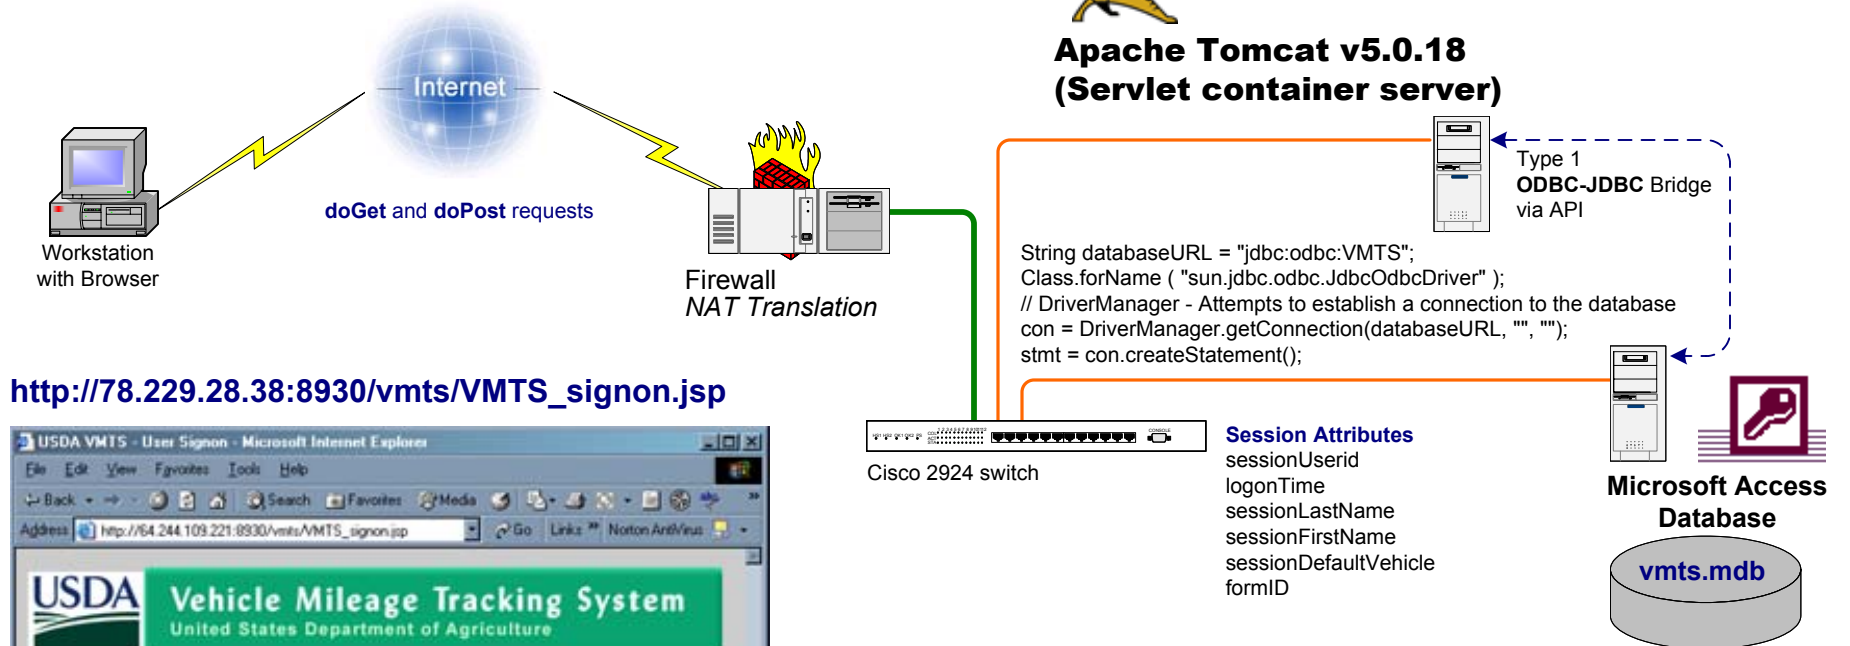 Apache Tomcat v5.0.18
(Servlet container server)
Internet
doGet and doPost requests
Workstation
with Browser
Firewall
NAT Translation
Type 1
ODBC-JDBC Bridge
via API
String databaseURL = "jdbc:odbc:VMTS";
Class.forName ( "sun.jdbc.odbc.JdbcOdbcDriver" );
// DriverManager - Attempts to establish a connection to the database
con = DriverManager.getConnection(databaseURL, "", "");
stmt = con.createStatement();
http://78.229.28.38:8930/vmts/VMTS_signon.jsp
USDA VMTS - User Signon - Microsoft Internet Explorer
File Edit View Favorites Tools Help
Back Search Favorites Media
Address http://64.244.109.221:8930/vmts/VMTS_signon.jsp Go Links Norton AntiVirus
USDA
Vehicle Mileage Tracking System
United States Department of Agriculture
CONSOLE
Cisco 2924 switch
Session Attributes
sessionUserid
logonTime
sessionLastName
sessionFirstName
sessionDefaultVehicle
formID
Microsoft Access
Database
vmts.mdb